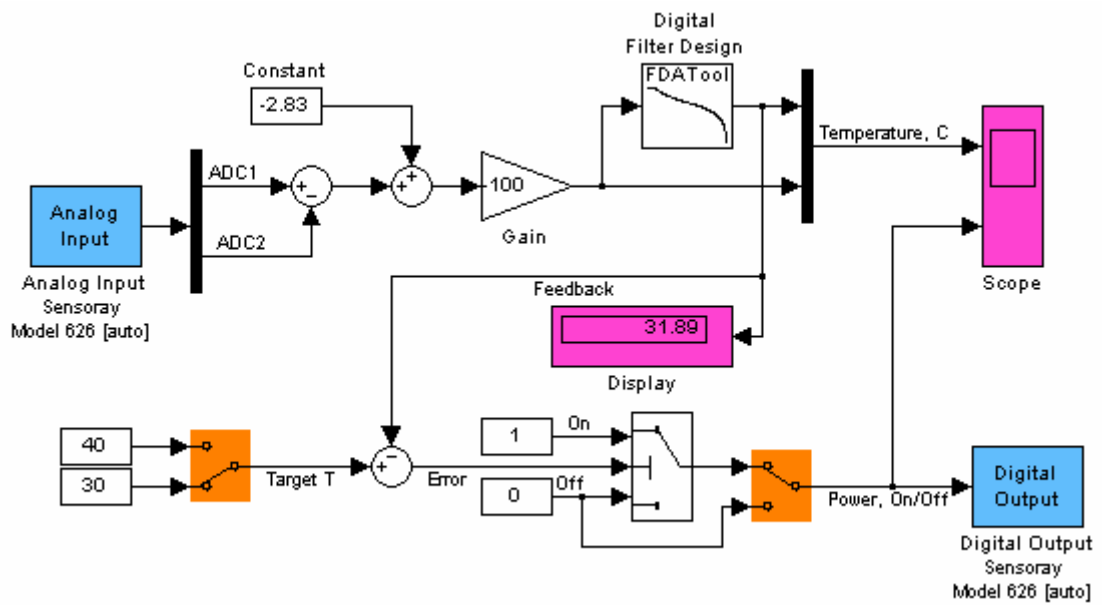 Digital
Filter Design
FDATool
Constant
-2.83
Temperature, C
ADC1
100
Gain
Analog
Input
ADC2
Analog Input
Sensoray
Model 626 [auto]
Scope
Feedback
31.89
Display
40
30
Target T
Error
1
On
0
Off
Power, On/Off
Digital
Output
Digital Output
Sensoray
Model 626 [auto]